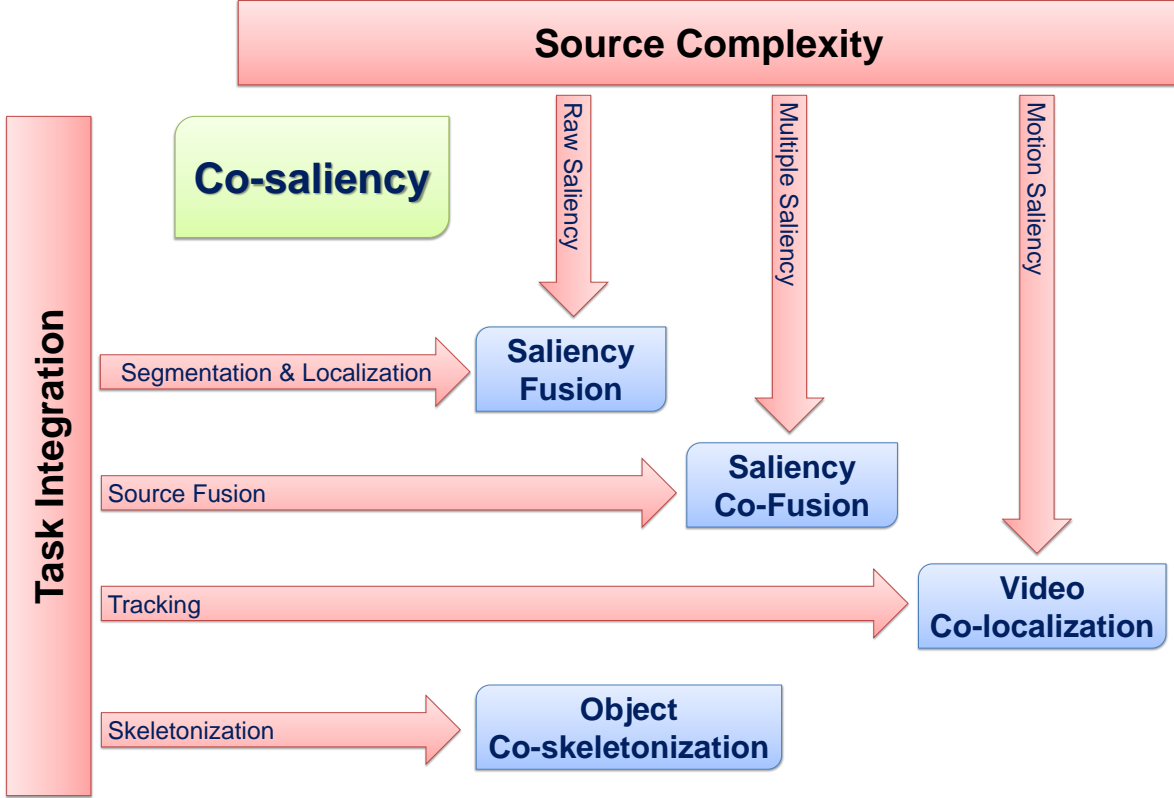 Source Complexity
Raw Saliency
Multiple Saliency
Motion Saliency
Co-saliency
Task Integration
Segmentation & Localization
Saliency
Fusion
Source Fusion
Saliency
Co-Fusion
Tracking
Video
Co-localization
Skeletonization
Object
Co-skeletonization